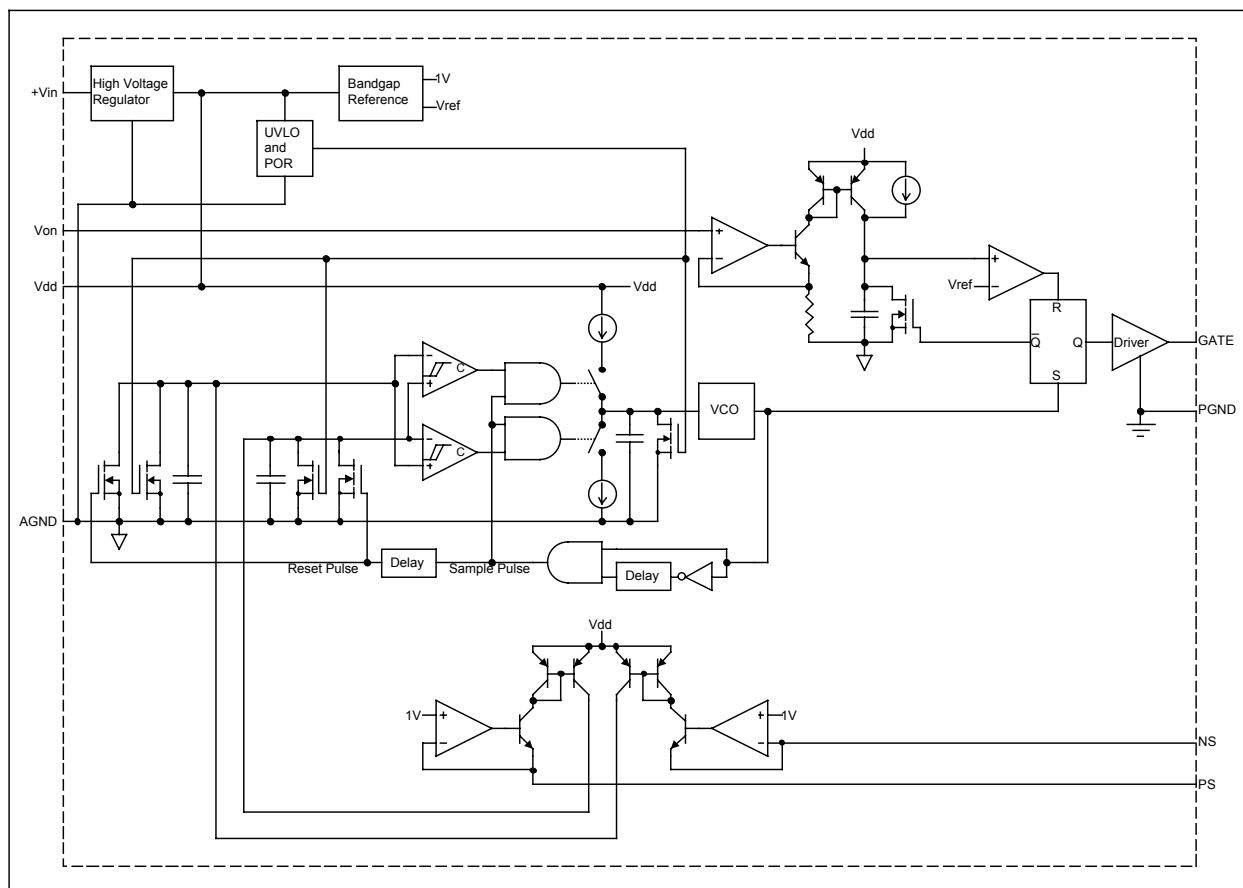 +Vin
High Voltage
Regulator
Bandgap
Reference
1V
Vref
UVLO
and
POR
Vdd
Von
+
-
+
Vref
-
R
Q
Q
S
Driver
GATE
PGND
Vdd
Vdd
-
+
C
-
+
C
VCO
AGND
Reset Pulse
Delay
Sample Pulse
Delay
Vdd
1V
+
-
+
1V
-
NS
PS